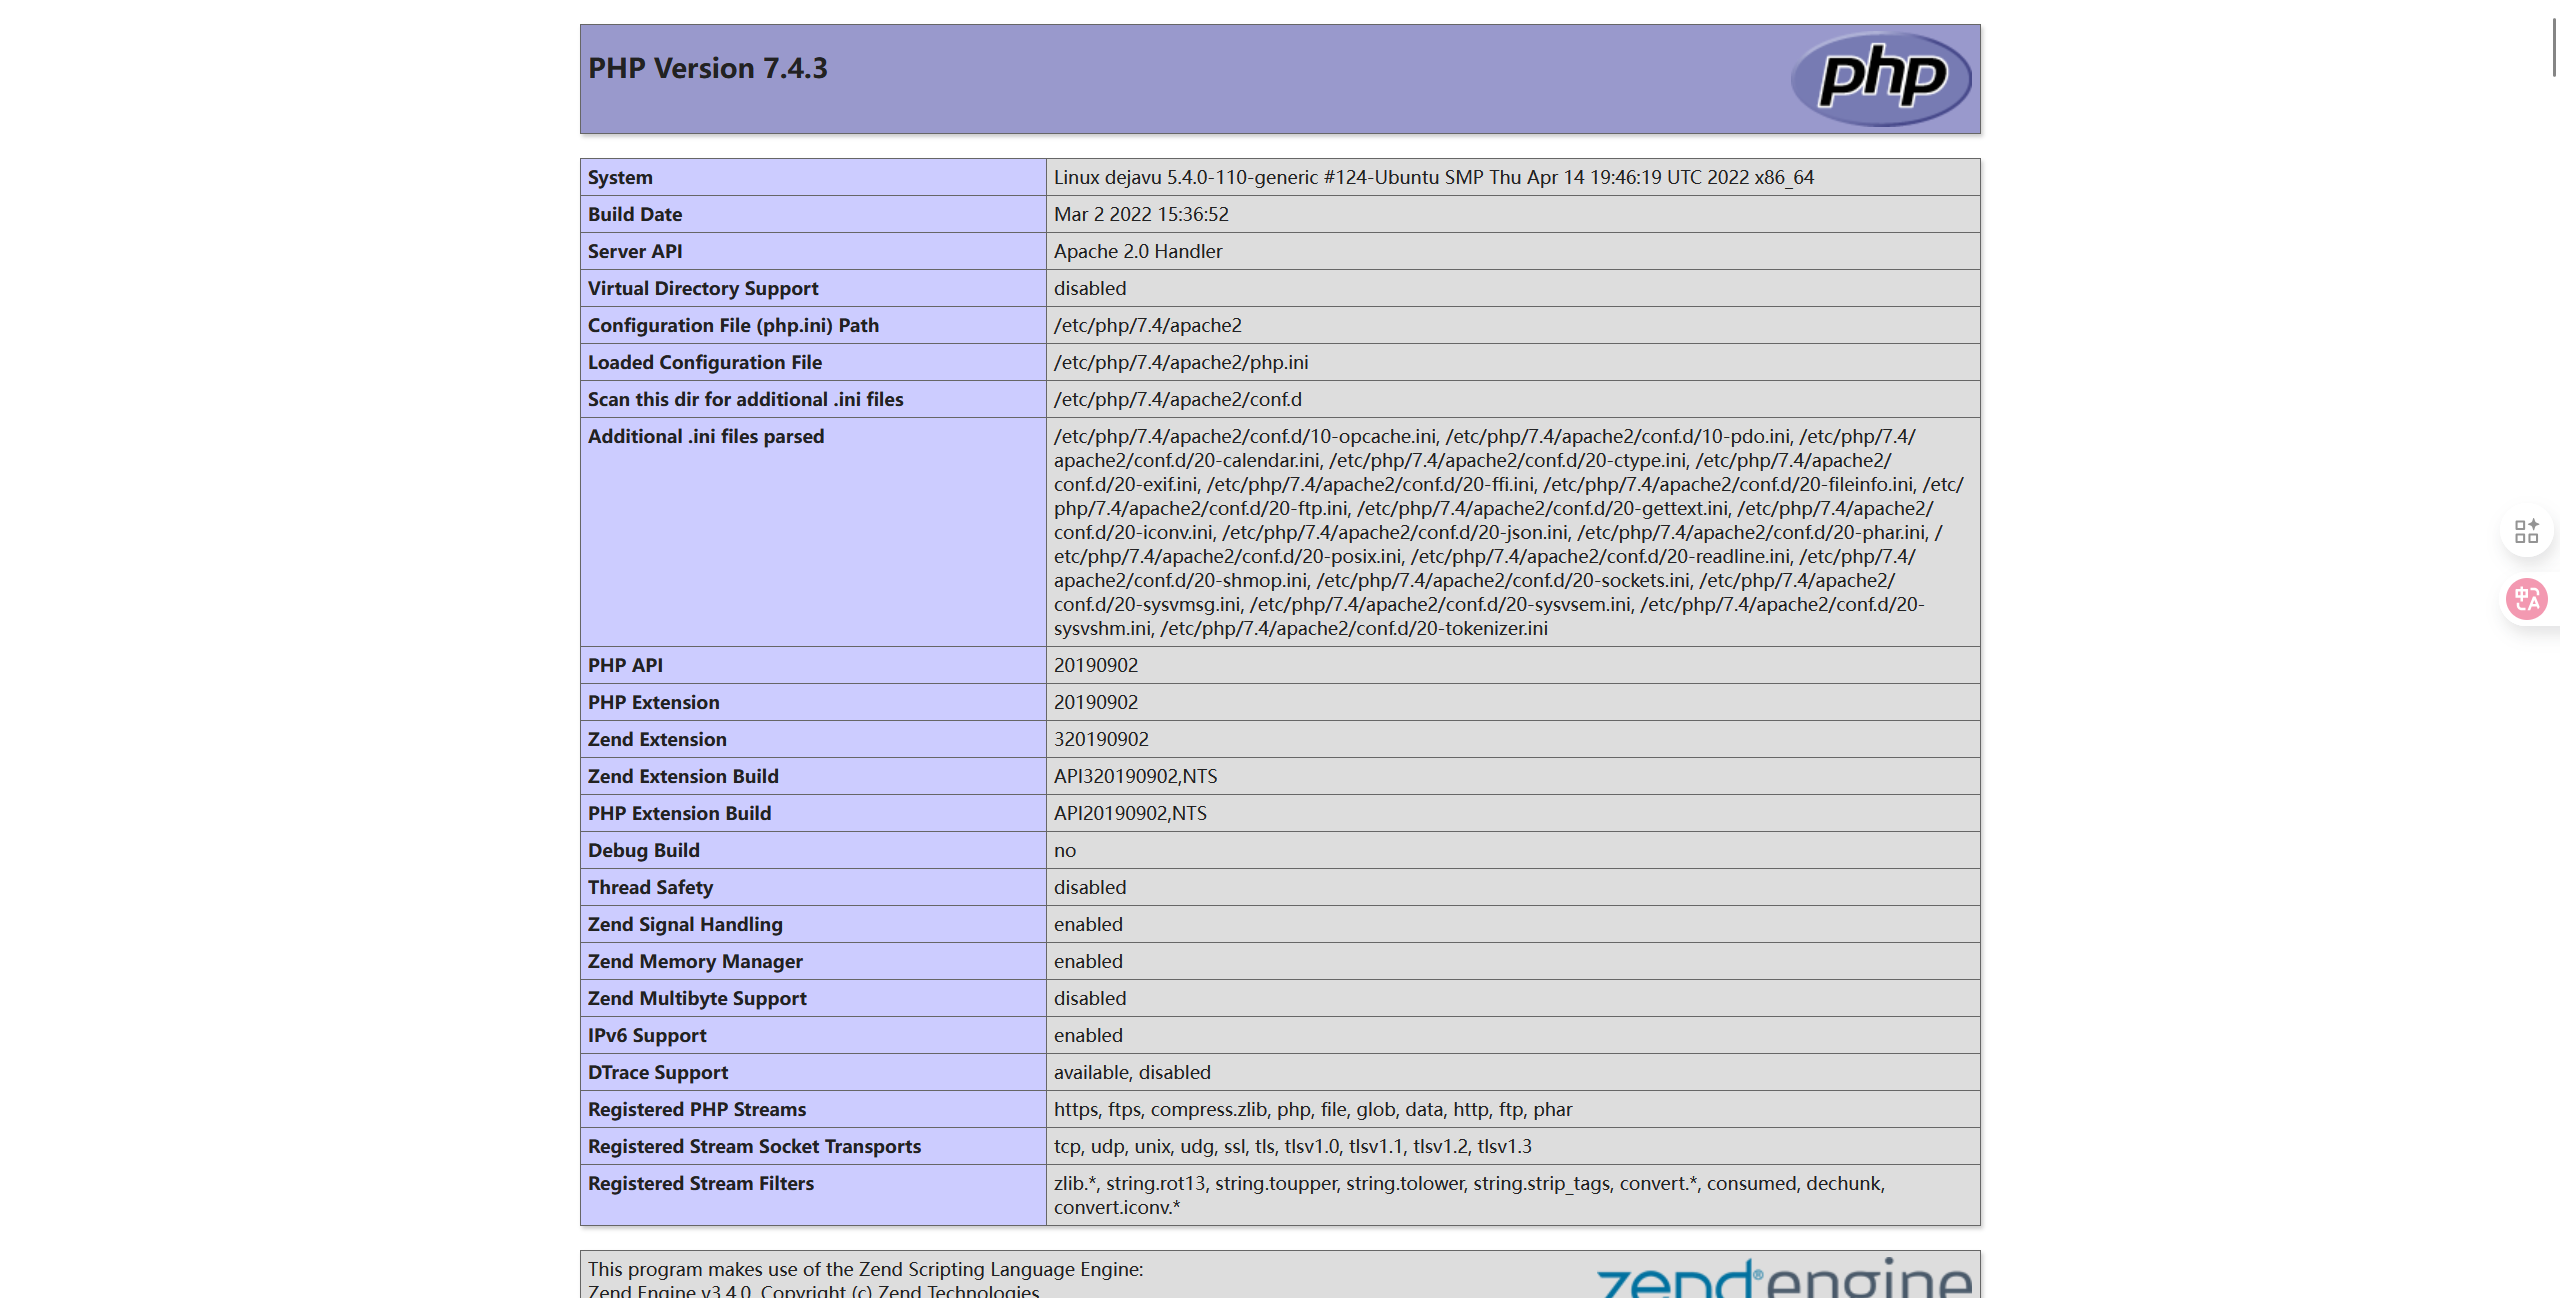 PHP Version 7.4.3
php
System Linux dejavu 5.4.0-110-generic #124-Ubuntu SMP Thu Apr 14 19:46:19 UTC 2022 x86_64
Build Date Mar 2 2022 15:36:52
Server API Apache 2.0 Handler
Virtual Directory Support disabled
Configuration File (php.ini) Path /etc/php/7.4/apache2
Loaded Configuration File /etc/php/7.4/apache2/php.ini
Scan this dir for additional .ini files /etc/php/7.4/apache2/conf.d
Additional .ini files parsed /etc/php/7.4/apache2/conf.d/10-opcache.ini, /etc/php/7.4/apache2/conf.d/10-pdo.ini, /etc/php/7.4/
apache2/conf.d/20-calendar.ini, /etc/php/7.4/apache2/conf.d/20-ctype.ini, /etc/php/7.4/apache2/
conf.d/20-exif.ini, /etc/php/7.4/apache2/conf.d/20-ffi.ini, /etc/php/7.4/apache2/conf.d/20-fileinfo.ini, /etc/
php/7.4/apache2/conf.d/20-ftp.ini, /etc/php/7.4/apache2/conf.d/20-gettext.ini, /etc/php/7.4/apache2/
conf.d/20-iconv.ini, /etc/php/7.4/apache2/conf.d/20-json.ini, /etc/php/7.4/apache2/conf.d/20-phar.ini, /
etc/php/7.4/apache2/conf.d/20-posix.ini, /etc/php/7.4/apache2/conf.d/20-readline.ini, /etc/php/7.4/
apache2/conf.d/20-shmop.ini, /etc/php/7.4/apache2/conf.d/20-sockets.ini, /etc/php/7.4/apache2/
conf.d/20-sysvmsg.ini, /etc/php/7.4/apache2/conf.d/20-sysvsem.ini, /etc/php/7.4/apache2/conf.d/20-
sysvshm.ini, /etc/php/7.4/apache2/conf.d/20-tokenizer.ini
PHP API 20190902
PHP Extension 20190902
Zend Extension 320190902
Zend Extension Build API320190902,NTS
PHP Extension Build API20190902,NTS
Debug Build no
Thread Safety disabled
Zend Signal Handling enabled
Zend Memory Manager enabled
Zend Multibyte Support disabled
IPv6 Support enabled
DTrace Support available, disabled
Registered PHP Streams https, ftps, compress.zlib, php, file, glob, data, http, ftp, phar
Registered Stream Socket Transports tcp, udp, unix, udg, ssl, tls, tlsv1.0, tlsv1.1, tlsv1.2, tlsv1.3
Registered Stream Filters zlib.*, string.rot13, string.toupper, string.tolower, string.strip_tags, convert.*, consumed, dechunk,
convert.iconv.*
This program makes use of the Zend Scripting Language Engine:
Zend Engine v3.4.0, Copyright (c) Zend Technologies
zend® engine
中A